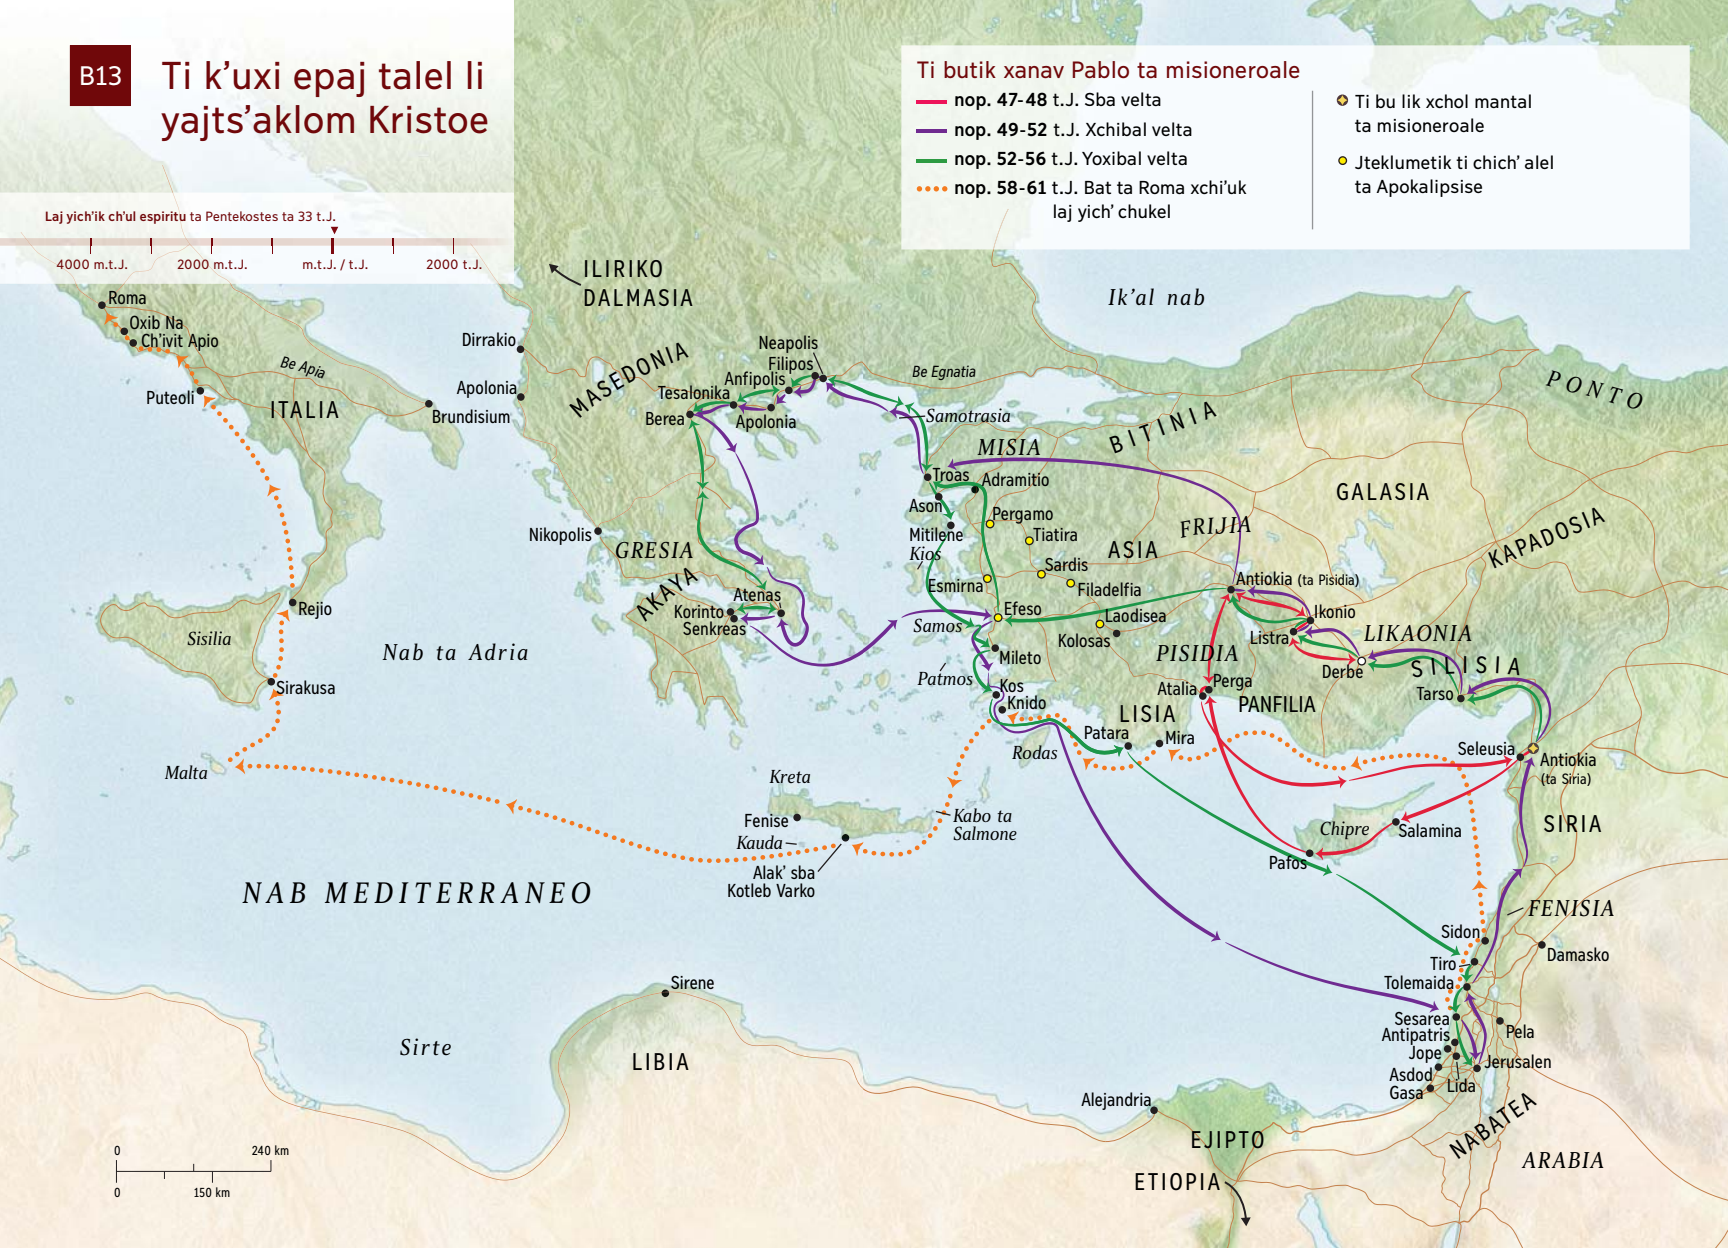 B13
Ti k'uxi epaj talel li
yajts'aklom Kristoe
Laj yich'ik ch'ul espiritu ta Pentekostes ta 33 t.J.
4000 m.t.J.
2000 m.t.J.
m.t.J. / t.J.
2000 t.J.
Ti butik xanav Pablo ta misioneroale
nop. 47-48 t.J. Sba velta
nop. 49-52 t.J. Xchibal velta
nop. 52-56 t.J. Yoxibal velta
nop. 58-61 t.J. Bat ta Roma xchi'uk
laj yich' chukel
Ti bu lik xchol mantal
ta misioneroale
Jteklumetik ti chich' alel
ta Apokalipsise
ILIRIKO
DALMASIA
Ik'al nab
Roma
Oxib Na
Ch'ivit Apio
Be Apia
Puteoli
ITALIA
Brundisium
Dirrakio
Apolonia
MASEDONIA
Neapolis
Filipos
Anfipolis
Tesalonika
Berea
Apolonia
Be Egnatia
Samotrasia
PONTO
BITINIA
MISIA
Troas
Adramitio
Ason
Pergamo
Mitilene
Tiatira
Kios
GALASIA
FRIJIA
KAPADOSIA
Nikopolis
GRESIA
ASIA
Sardis
Esmirna
Filadelfia
Antiokia (ta Pisidia)
AKAYA
Atenas
Korinto
Senkreas
Efeso
Laodisea
Samos
Kolosas
Ikonio
Listra
LIKAONIA
Rejio
Sisilia
Nab ta Adria
Mileto
PISIDIA
Derbe
SILISIA
Patmos
Sirakusa
Kos
Knido
Atalia
Perga
PANFILIA
Tarso
LISIA
Patara
Mira
Rodas
Seleusia
Antiokia
(ta Siria)
Malta
Kreta
Fenise
Kauda
Kabo ta
Salmone
Alak' sba
Kotleb Varko
Chipre
Salamina
Pafos
SIRIA
NAB MEDITERRANEO
FENISIA
Sidon
Damasko
Tiro
Tolemaida
Sirene
Sesarea
Antipatris
Pela
Jope
Jerusalen
Asdod
Lida
Gasa
Sirte
LIBIA
Alejandria
EJIPTO
ETIOPIA
NABATEA
ARABIA
0
240 km
0
150 km